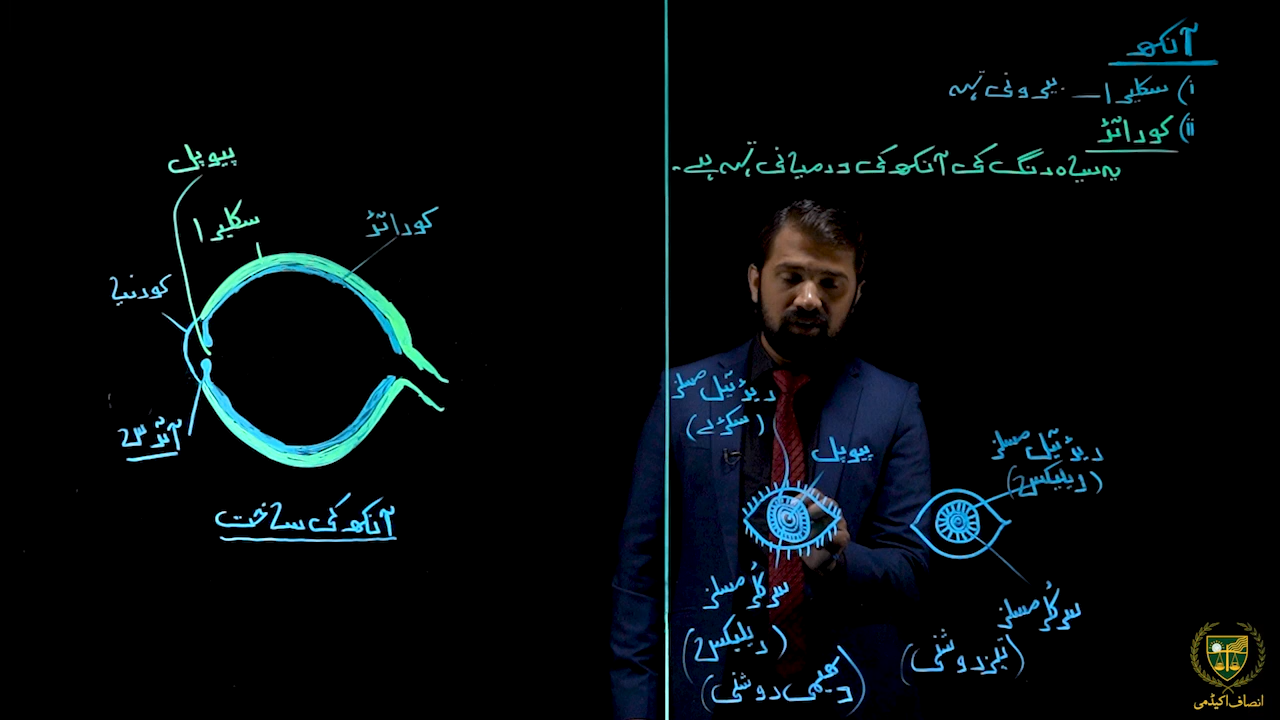 آنکھ
i) سکلیرا — بیرونی تہہ
ii) کورائڈ
یہ سیاہ رنگ کی آنکھ کی درمیانی تہہ ہے۔
پیوپل
سکلیرا
کورائڈ
کورنیا
آئرس
آنکھ کی ساخت
ریڈئیل مسلز
(سکڑے)
پیوپل
سرکلر مسلز
(ریلیکس)
(دھیمی روشنی)
ریڈئیل مسلز
(ریلیکس)
سرکلر مسلز
(تیز روشنی)
انصاف اکیڈمی